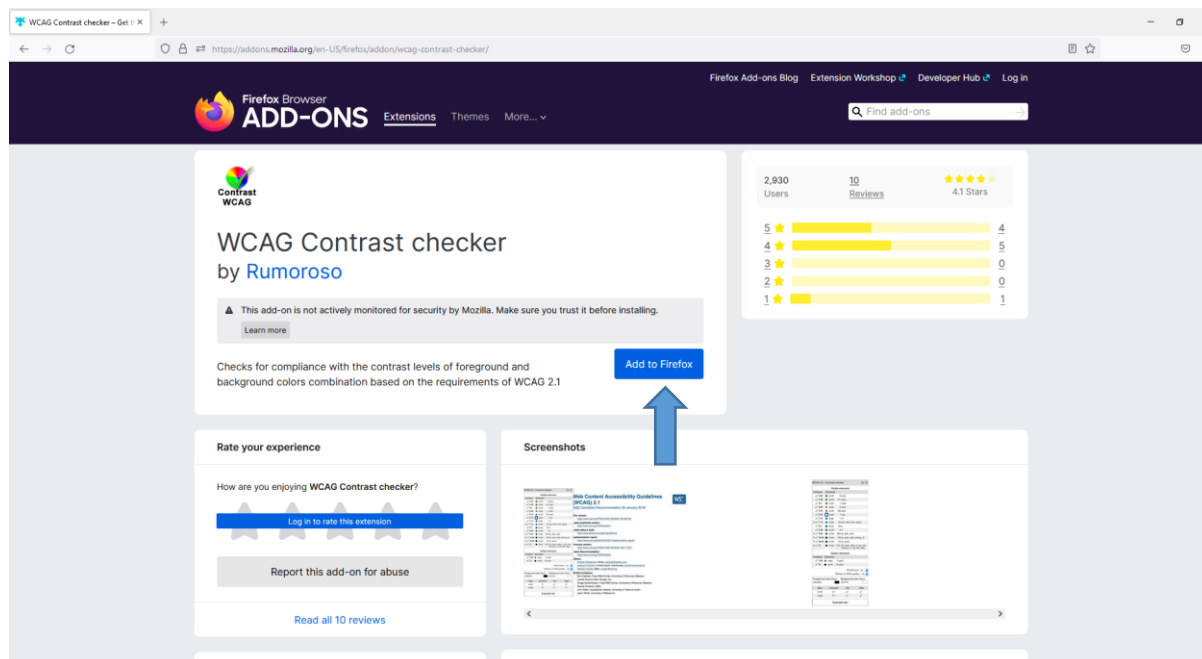 WCAG Contrast checker – Get t
https://addons.mozilla.org/en-US/firefox/addon/wcag-contrast-checker/
Firefox Add-ons Blog Extension Workshop Developer Hub Log in
Firefox Browser
ADD-ONS Extensions Themes More...
Find add-ons
Contrast
WCAG
WCAG Contrast checker
by Rumoroso
This add-on is not actively monitored for security by Mozilla. Make sure you trust it before installing.
Learn more
Checks for compliance with the contrast levels of foreground and
background colors combination based on the requirements of WCAG 2.1
Add to Firefox
2,930 10
Users Reviews 4.1 Stars
5 4
4 5
3 0
2 0
1 1
Rate your experience
How are you enjoying WCAG Contrast checker?
Log in to rate this extension
Report this add-on for abuse
Read all 10 reviews
Screenshots
Web Content Accessibility Guidelines
(WCAG) 2.1